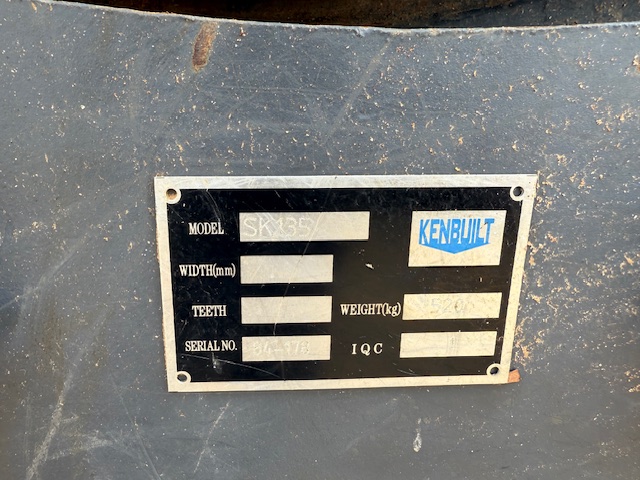 MODEL SK135
KENBUILT
WIDTH(mm)
TEETH
WEIGHT(kg) 520
SERIAL NO.
IQC